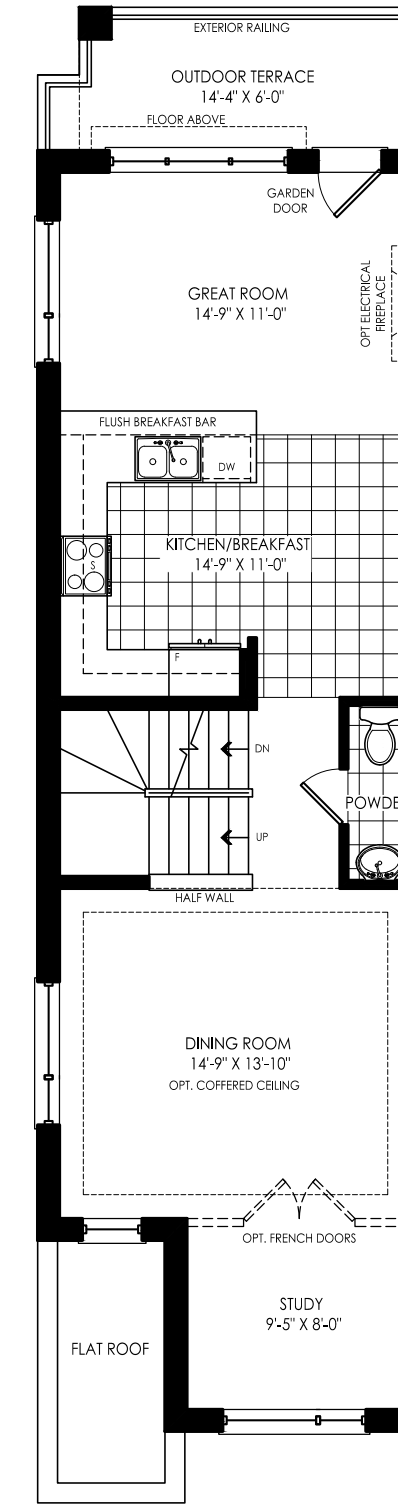 EXTERIOR RAILING
OUTDOOR TERRACE
14'-4" X 6'-0"
FLOOR ABOVE
GARDEN
DOOR
OPT ELECTRICAL
FIREPLACE
GREAT ROOM
14'-9" X 11'-0"
FLUSH BREAKFAST BAR
DW
KITCHEN/BREAKFAST
14'-9" X 11'-0"
S
F
DN
POWDE
UP
HALF WALL
DINING ROOM
14'-9" X 13'-10"
OPT. COFFERED CEILING
OPT. FRENCH DOORS
STUDY
9'-5" X 8'-0"
FLAT ROOF